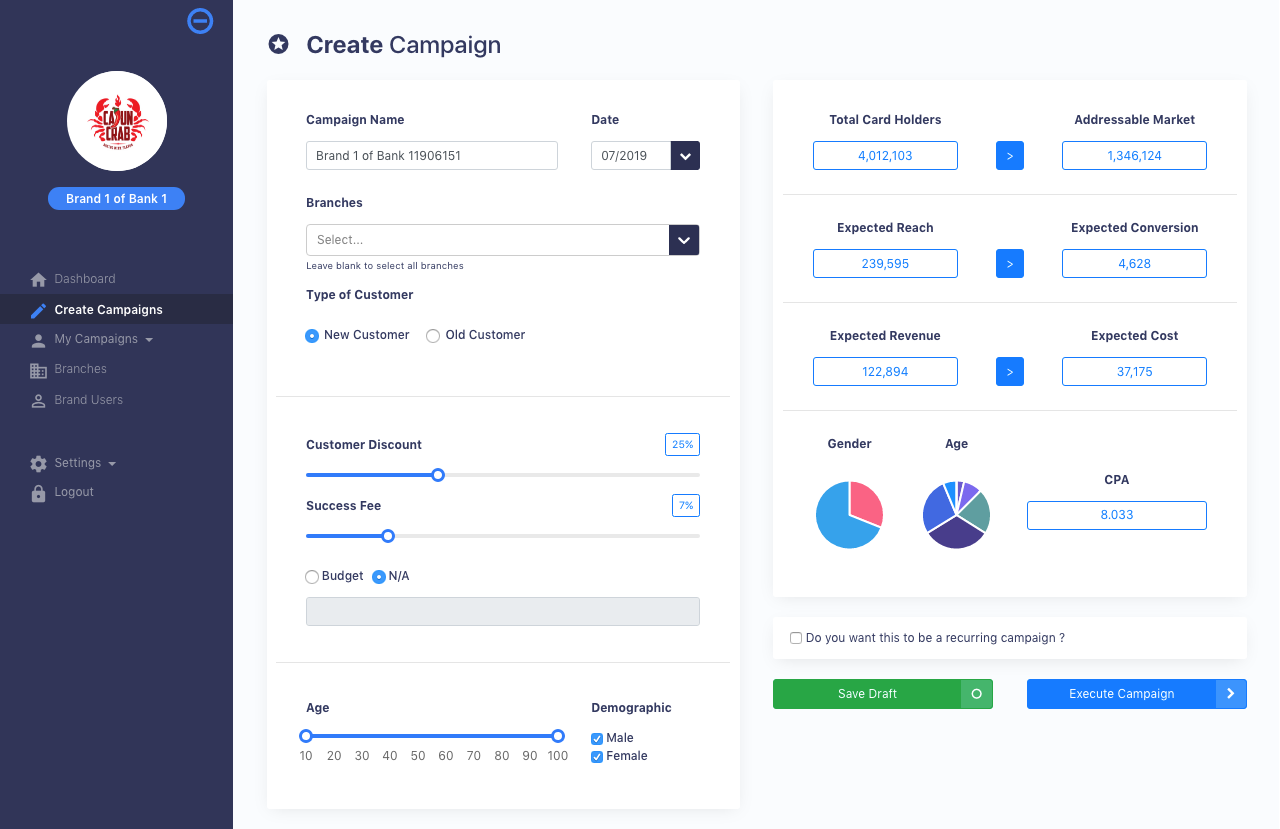 CAJUN
CRAB
Brand 1 of Bank 1
Dashboard
Create Campaigns
My Campaigns
Branches
Brand Users
Settings
Logout
Create Campaign
Campaign Name
Date
Brand 1 of Bank 11906151
07/2019
Branches
Select...
Leave blank to select all branches
Type of Customer
New Customer
Old Customer
Customer Discount
25%
Success Fee
7%
Budget
N/A
Age
10 20 30 40 50 60 70 80 90 100
Demographic
Male
Female
Total Card Holders
Addressable Market
4,012,103
>
1,346,124
Expected Reach
Expected Conversion
239,595
>
4,628
Expected Revenue
Expected Cost
122,894
>
37,175
Gender
Age
CPA
8.033
Do you want this to be a recurring campaign ?
Save Draft
Execute Campaign